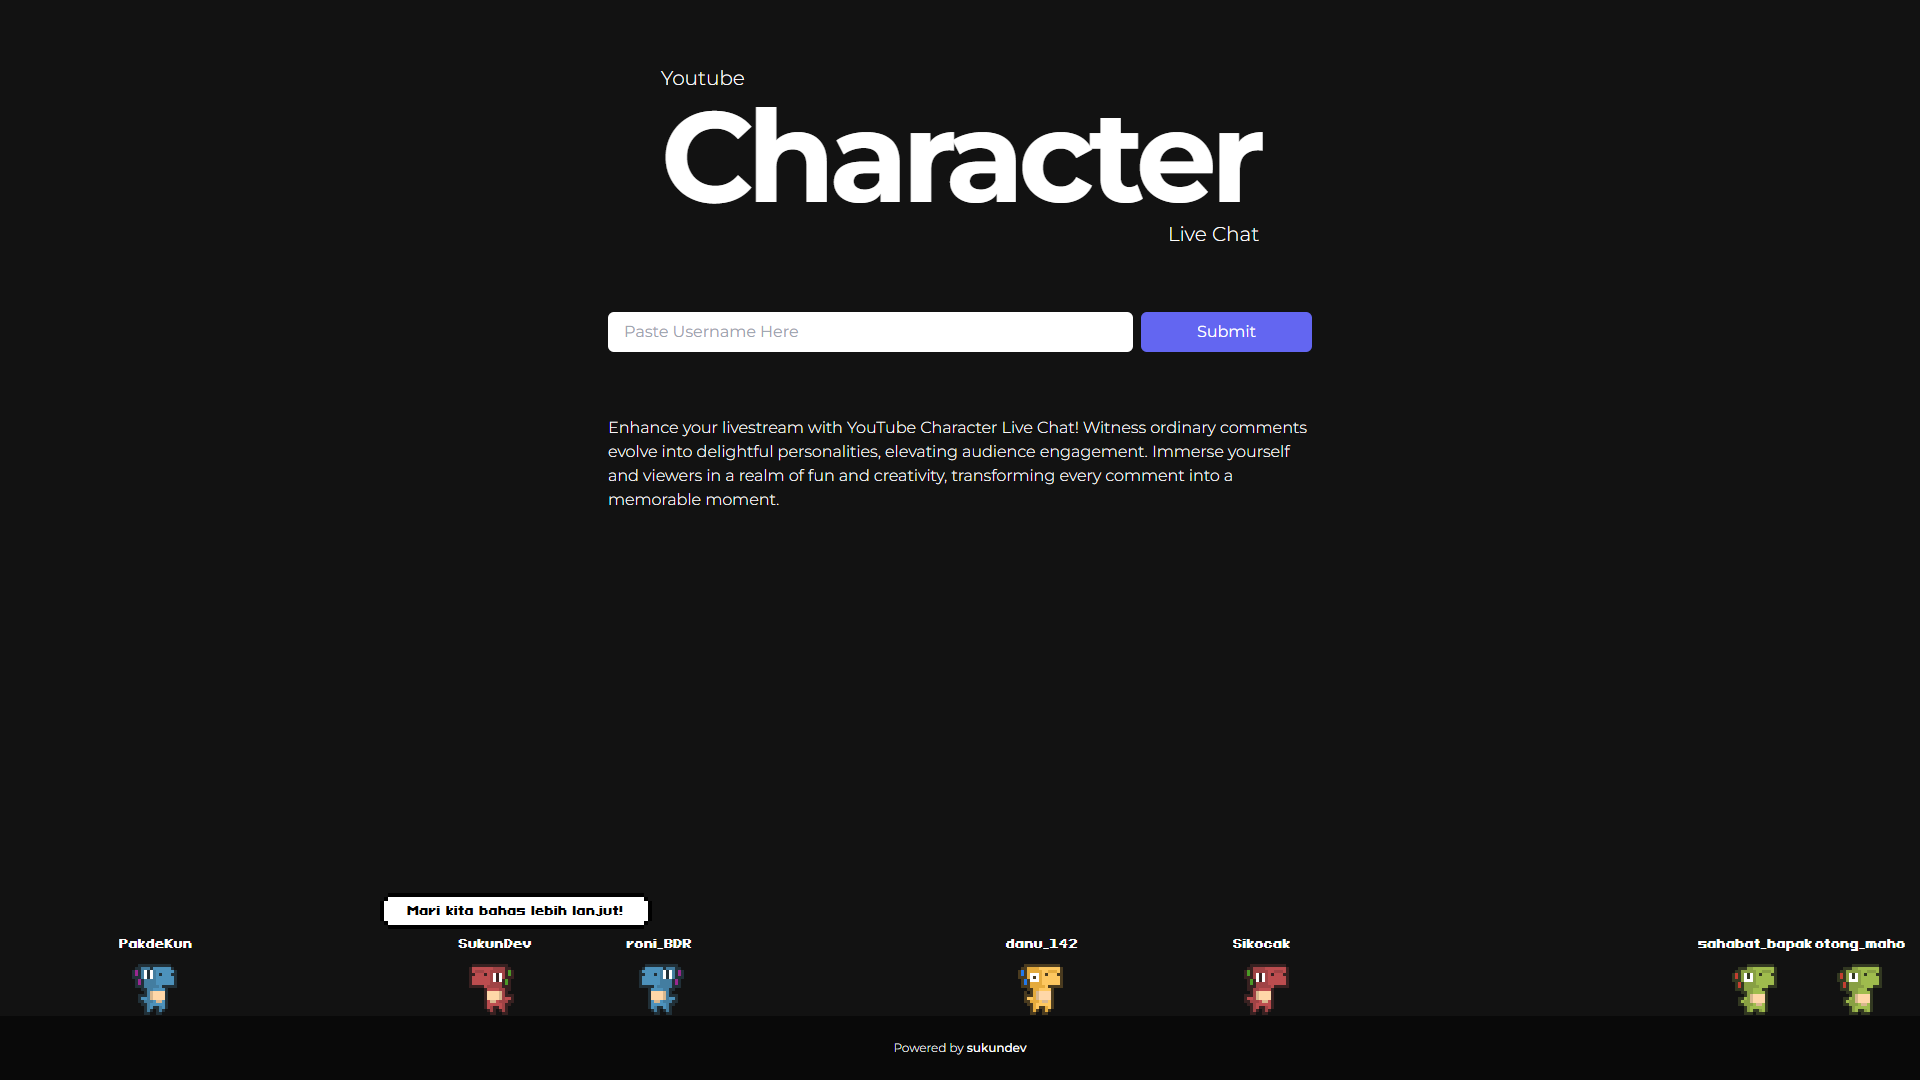 Youtube
Character
Live Chat
Paste Username Here
Submit
Enhance your livestream with YouTube Character Live Chat! Witness ordinary comments
evolve into delightful personalities, elevating audience engagement. Immerse yourself
and viewers in a realm of fun and creativity, transforming every comment into a
memorable moment.
Mari kita bahas lebih lanjut!
PakdeKun
SukunDev
roni_BDR
danu_142
Sikocak
sahabat_bapak
otong_maho
Powered by sukundev